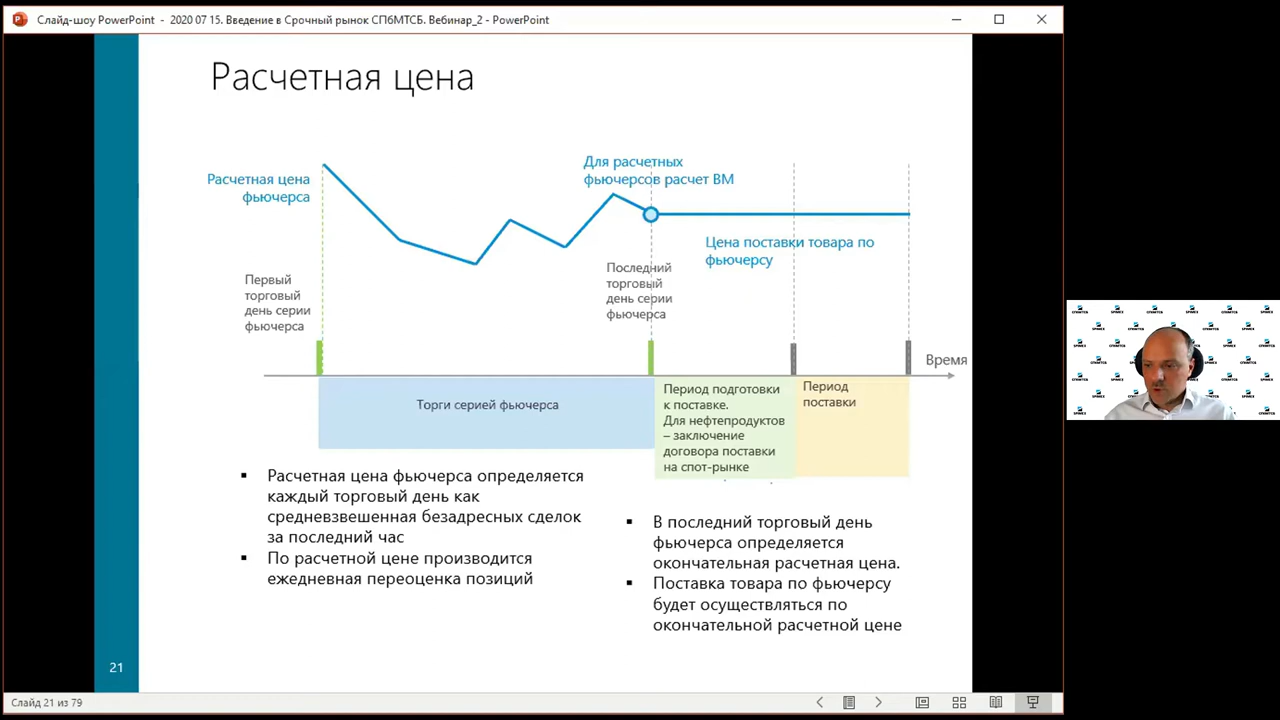 Слайд-шоу PowerPoint - 2020 07 15. Введение в Срочный рынок СПбМТСБ. Вебинар_2 - PowerPoint
Расчетная цена
Расчетная цена
фьючерса
Для расчетных
фьючерсов расчет ВМ
Цена поставки товара по
фьючерсу
Первый
торговый
день серии
фьючерса
Последний
торговый
день серии
фьючерса
Время
Торги серией фьючерса
Период подготовки
к поставке.
Для нефтепродуктов
– заключение
договора поставки
на спот-рынке
Период
поставки
▪ Расчетная цена фьючерса определяется
каждый торговый день как
средневзвешенная безадресных сделок
за последний час
▪ По расчетной цене производится
ежедневная переоценка позиций
▪ В последний торговый день
фьючерса определяется
окончательная расчетная цена.
▪ Поставка товара по фьючерсу
будет осуществляться по
окончательной расчетной цене
21
Слайд 21 из 79